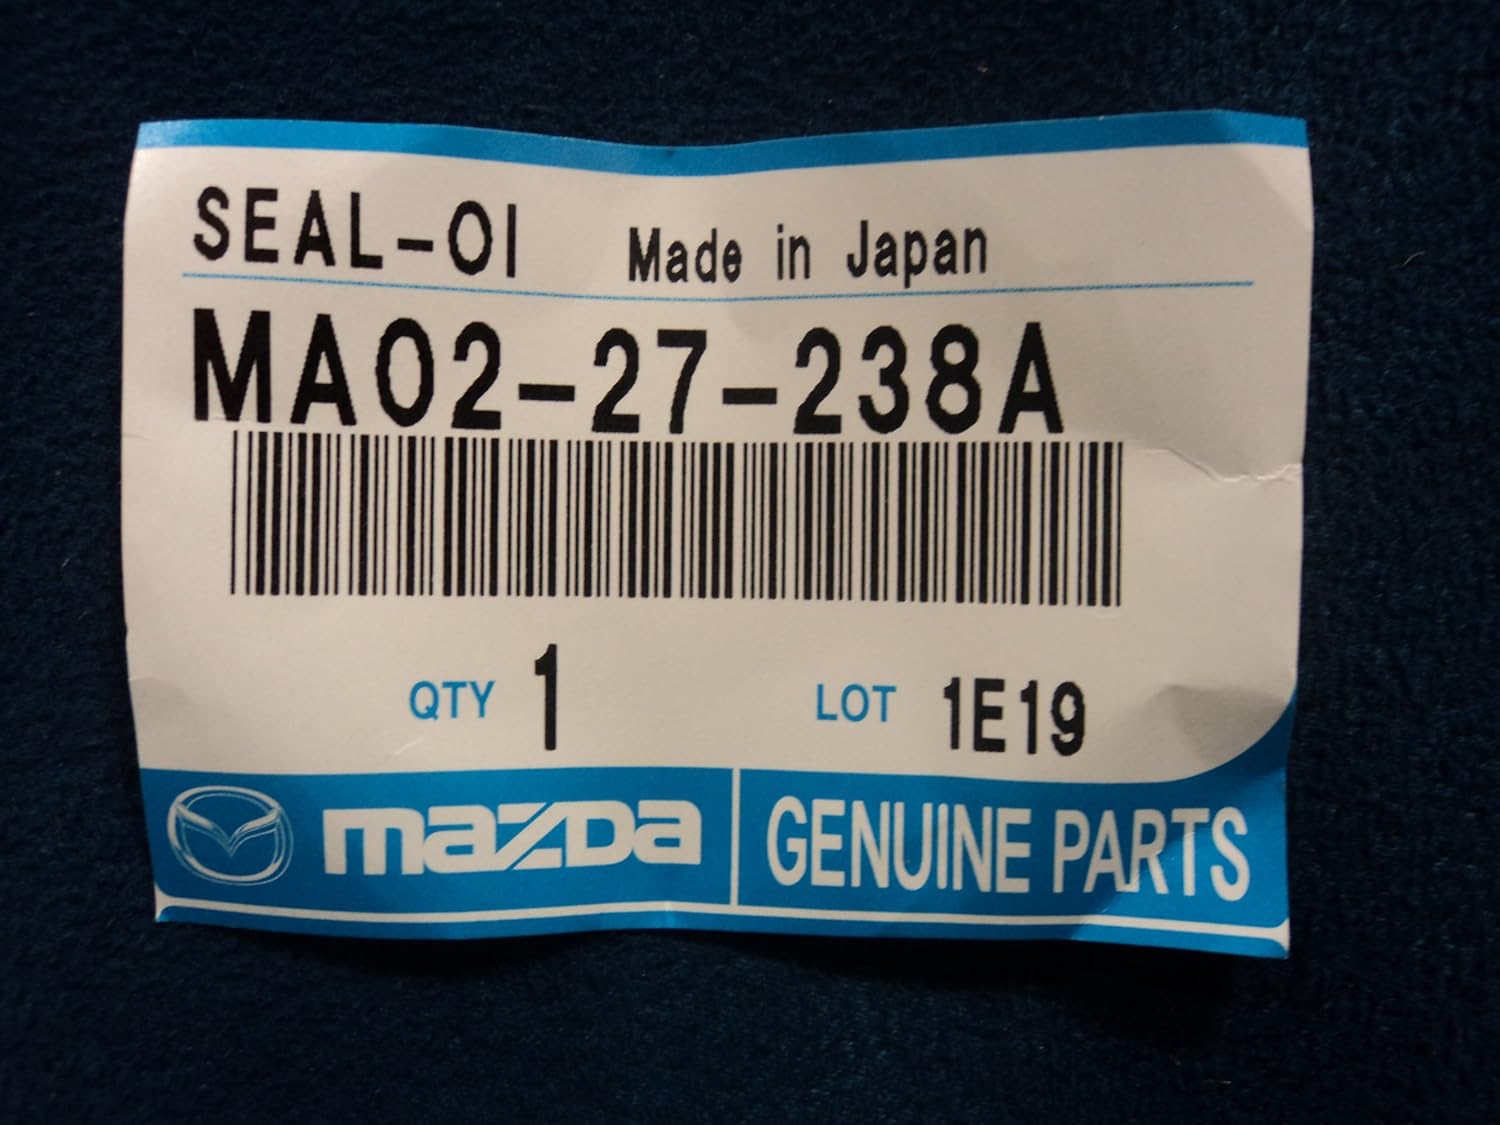 SEAL-OI Made in Japan
MA02-27-238A
QTY 1 LOT 1E19
mazda GENUINE PARTS